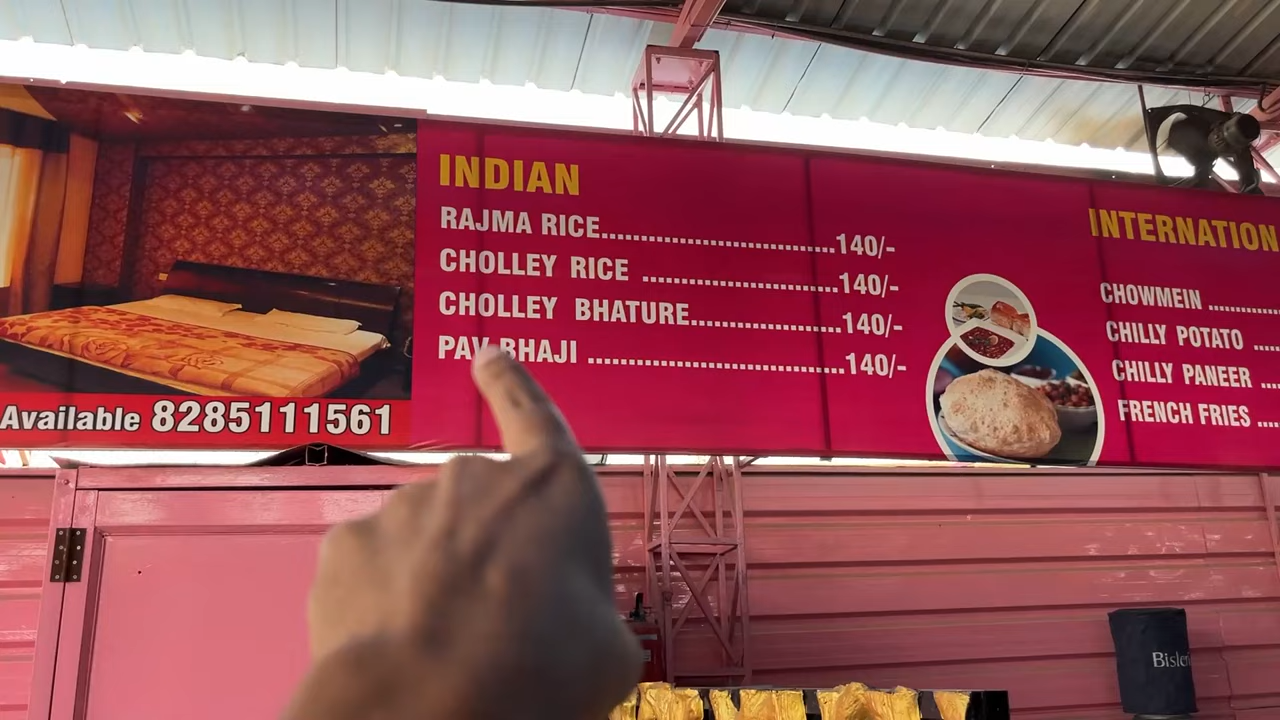 Available 8285111561
INDIAN
RAJMA RICE..............................140/-
CHOLLEY RICE .........................140/-
CHOLLEY BHATURE...................140/-
PAV BHAJI ................................140/-
INTERNATION
CHOWMEIN .........
CHILLY POTATO ....
CHILLY PANEER ....
FRENCH FRIES ....
Bisleri